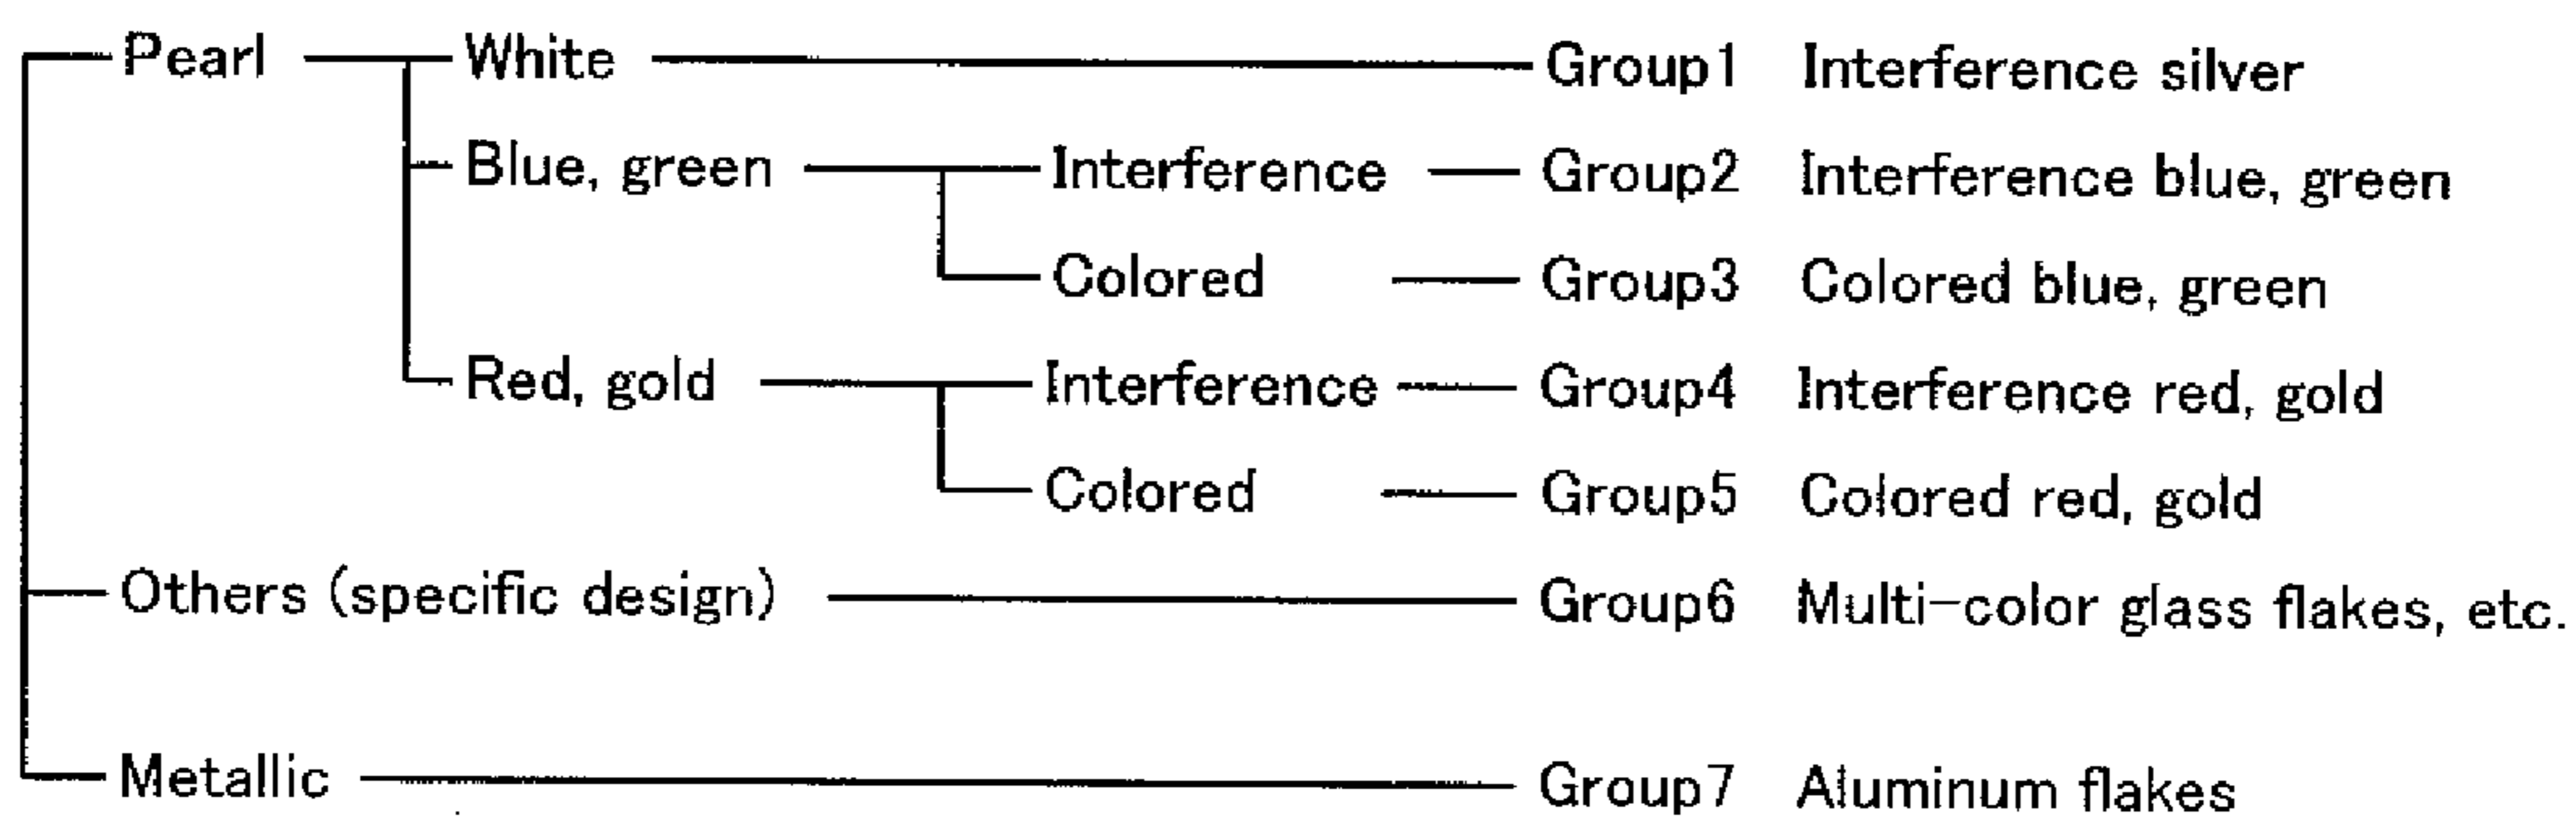 Pearl White Group1 Interference silver
Blue, green Interference Group2 Interference blue, green
Colored Group3 Colored blue, green
Red, gold Interference Group4 Interference red, gold
Colored Group5 Colored red, gold
Others (specific design) Group6 Multi-color glass flakes, etc.
Metallic Group7 Aluminum flakes